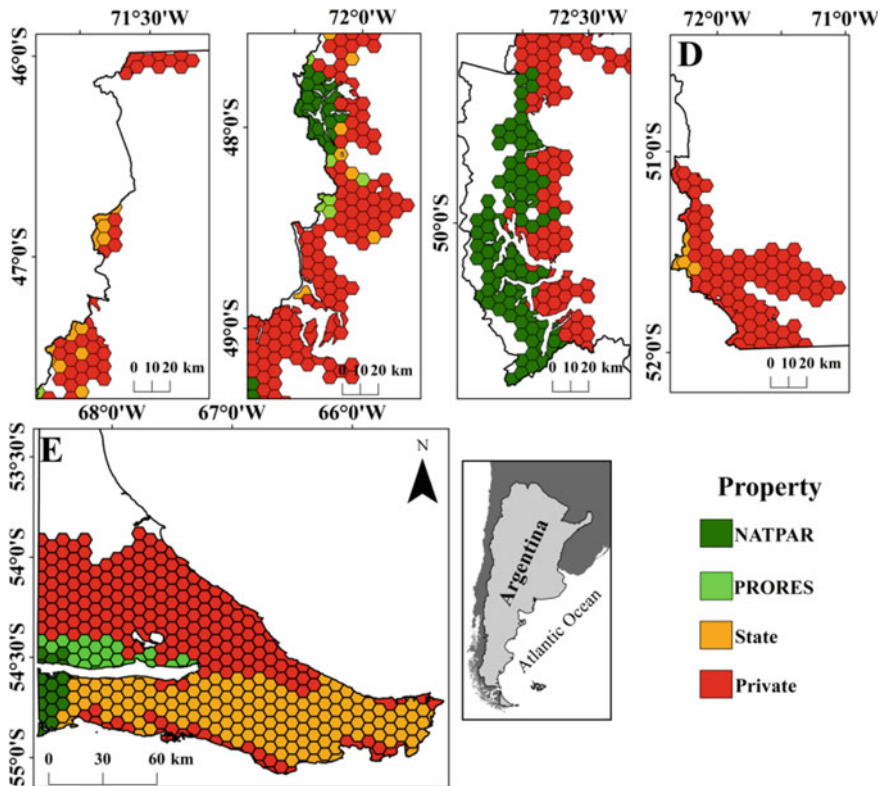 71°30'W
72°0'W
72°30'W
72°0'W
71°0'W
46°0'S
47°0'S
0 10 20 km
48°0'S
49°0'S
0 10 20 km
50°0'S
0 10 20 km
D
51°0'S
52°0'S
0 10 20 km
68°0'W
67°0'W
66°0'W
E
53°30'S
54°0'S
54°30'S
55°0'S
N
0 30 60 km
Argentina
Atlantic Ocean
Property
NATPAR
PRORES
State
Private